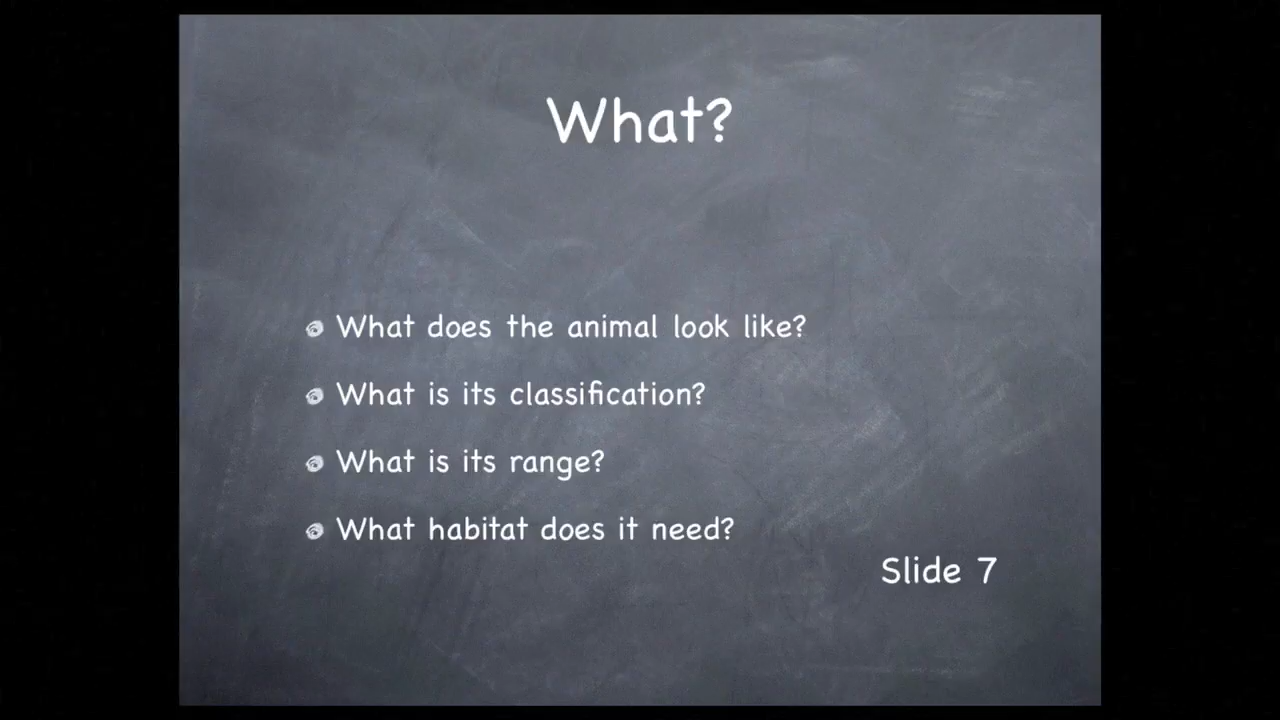 What?
What does the animal look like?
What is its classification?
What is its range?
What habitat does it need?
Slide 7